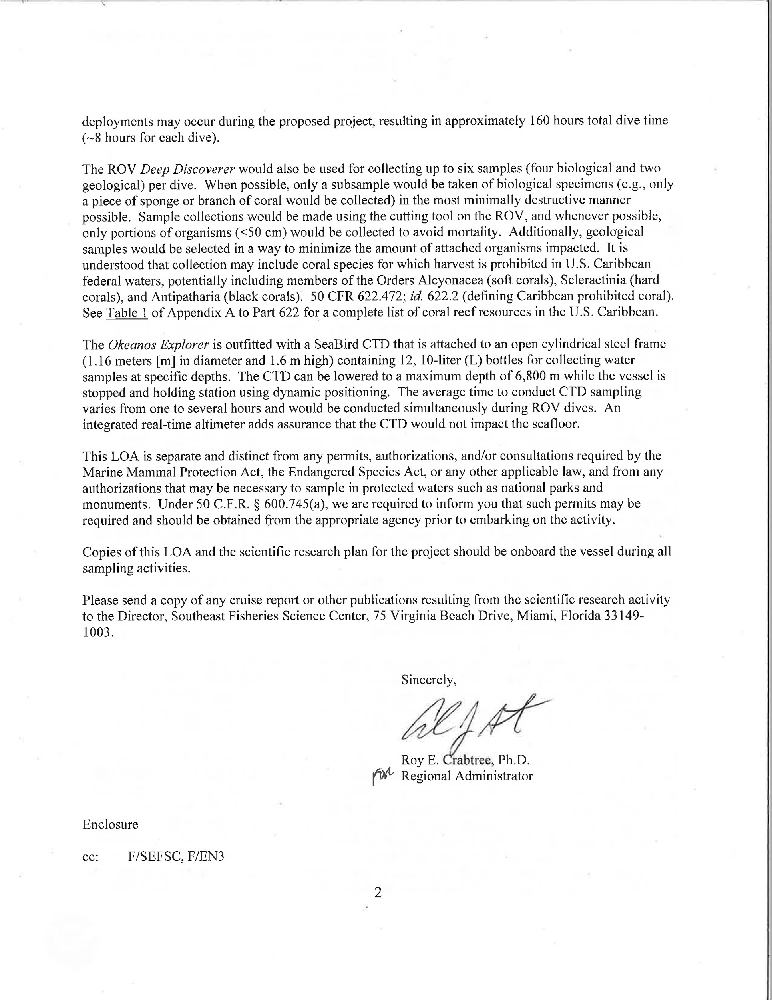 deployments may occur during the proposed project, resulting in approximately 160 hours total dive time
(~8 hours for each dive).
The ROV Deep Discoverer would also be used for collecting up to six samples (four biological and two
geological) per dive. When possible, only a subsample would be taken of biological specimens (e.g., only
a piece of sponge or branch of coral would be collected) in the most minimally destructive manner
possible. Sample collections would be made using the cutting tool on the ROV, and whenever possible,
only portions of organisms (<50 cm) would be collected to avoid mortality. Additionally, geological
samples would be selected in a way to minimize the amount of attached organisms impacted. It is
understood that collection may include coral species for which harvest is prohibited in U.S. Caribbean
federal waters, potentially including members of the Orders Alcyonacea (soft corals), Scleractinia (hard
corals), and Antipatharia (black corals). 50 CFR 622.472; id. 622.2 (defining Caribbean prohibited coral).
See Table 1 of Appendix A to Part 622 for a complete list of coral reef resources in the U.S. Caribbean.
The Okeanos Explorer is outfitted with a SeaBird CTD that is attached to an open cylindrical steel frame
(1.16 meters [m] in diameter and 1.6 m high) containing 12, 10-liter (L) bottles for collecting water
samples at specific depths. The CTD can be lowered to a maximum depth of 6,800 m while the vessel is
stopped and holding station using dynamic positioning. The average time to conduct CTD sampling
varies from one to several hours and would be conducted simultaneously during ROV dives. An
integrated real-time altimeter adds assurance that the CTD would not impact the seafloor.
This LOA is separate and distinct from any permits, authorizations, and/or consultations required by the
Marine Mammal Protection Act, the Endangered Species Act, or any other applicable law, and from any
authorizations that may be necessary to sample in protected waters such as national parks and
monuments. Under 50 C.F.R. § 600.745(a), we are required to inform you that such permits may be
required and should be obtained from the appropriate agency prior to embarking on the activity.
Copies of this LOA and the scientific research plan for the project should be onboard the vessel during all
sampling activities.
Please send a copy of any cruise report or other publications resulting from the scientific research activity
to the Director, Southeast Fisheries Science Center, 75 Virginia Beach Drive, Miami, Florida 33149-
1003.
Sincerely,
Roy E. Crabtree, Ph.D.
for Regional Administrator
Enclosure
cc: F/SEFSC, F/EN3
2